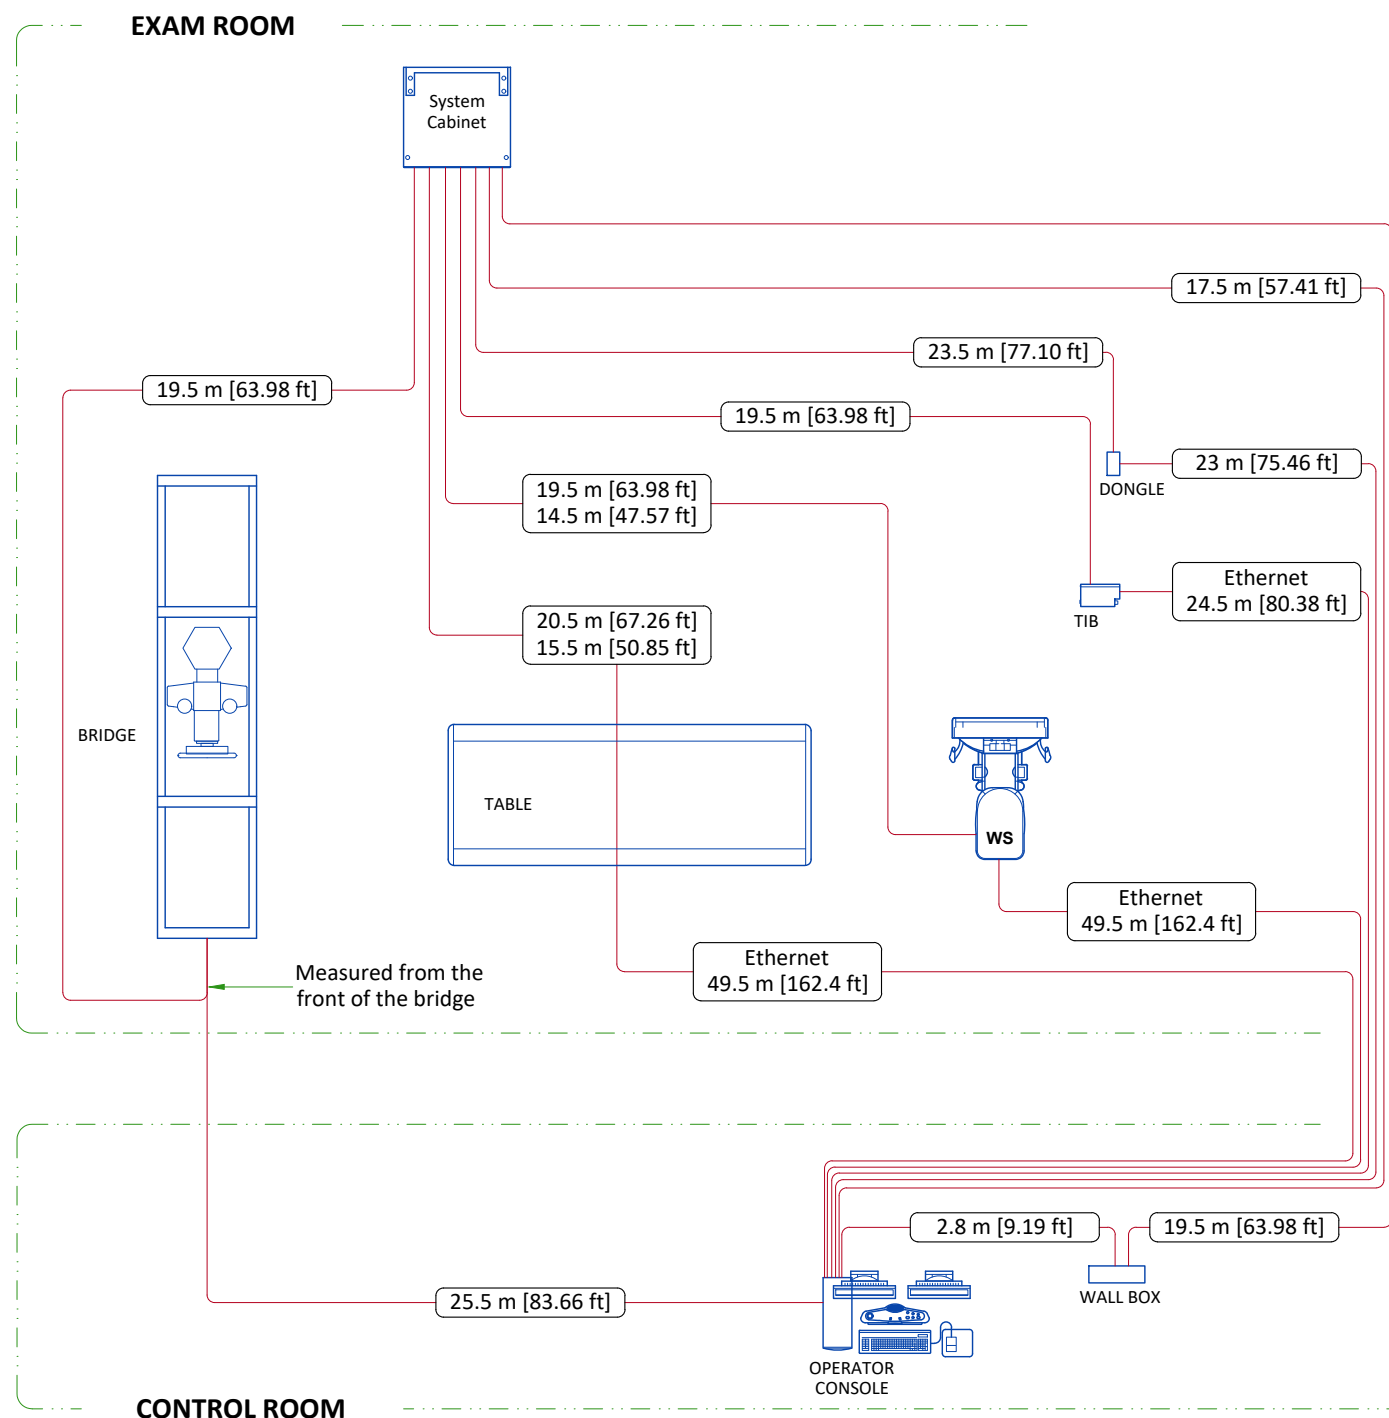 EXAM ROOM
System
Cabinet
17.5 m [57.41 ft]
23.5 m [77.10 ft]
19.5 m [63.98 ft]
19.5 m [63.98 ft]
23 m [75.46 ft]
DONGLE
19.5 m [63.98 ft]
14.5 m [47.57 ft]
Ethernet
24.5 m [80.38 ft]
TIB
20.5 m [67.26 ft]
15.5 m [50.85 ft]
BRIDGE
TABLE
WS
Ethernet
49.5 m [162.4 ft]
Ethernet
49.5 m [162.4 ft]
Measured from the
front of the bridge
2.8 m [9.19 ft]
19.5 m [63.98 ft]
WALL BOX
25.5 m [83.66 ft]
OPERATOR
CONSOLE
CONTROL ROOM